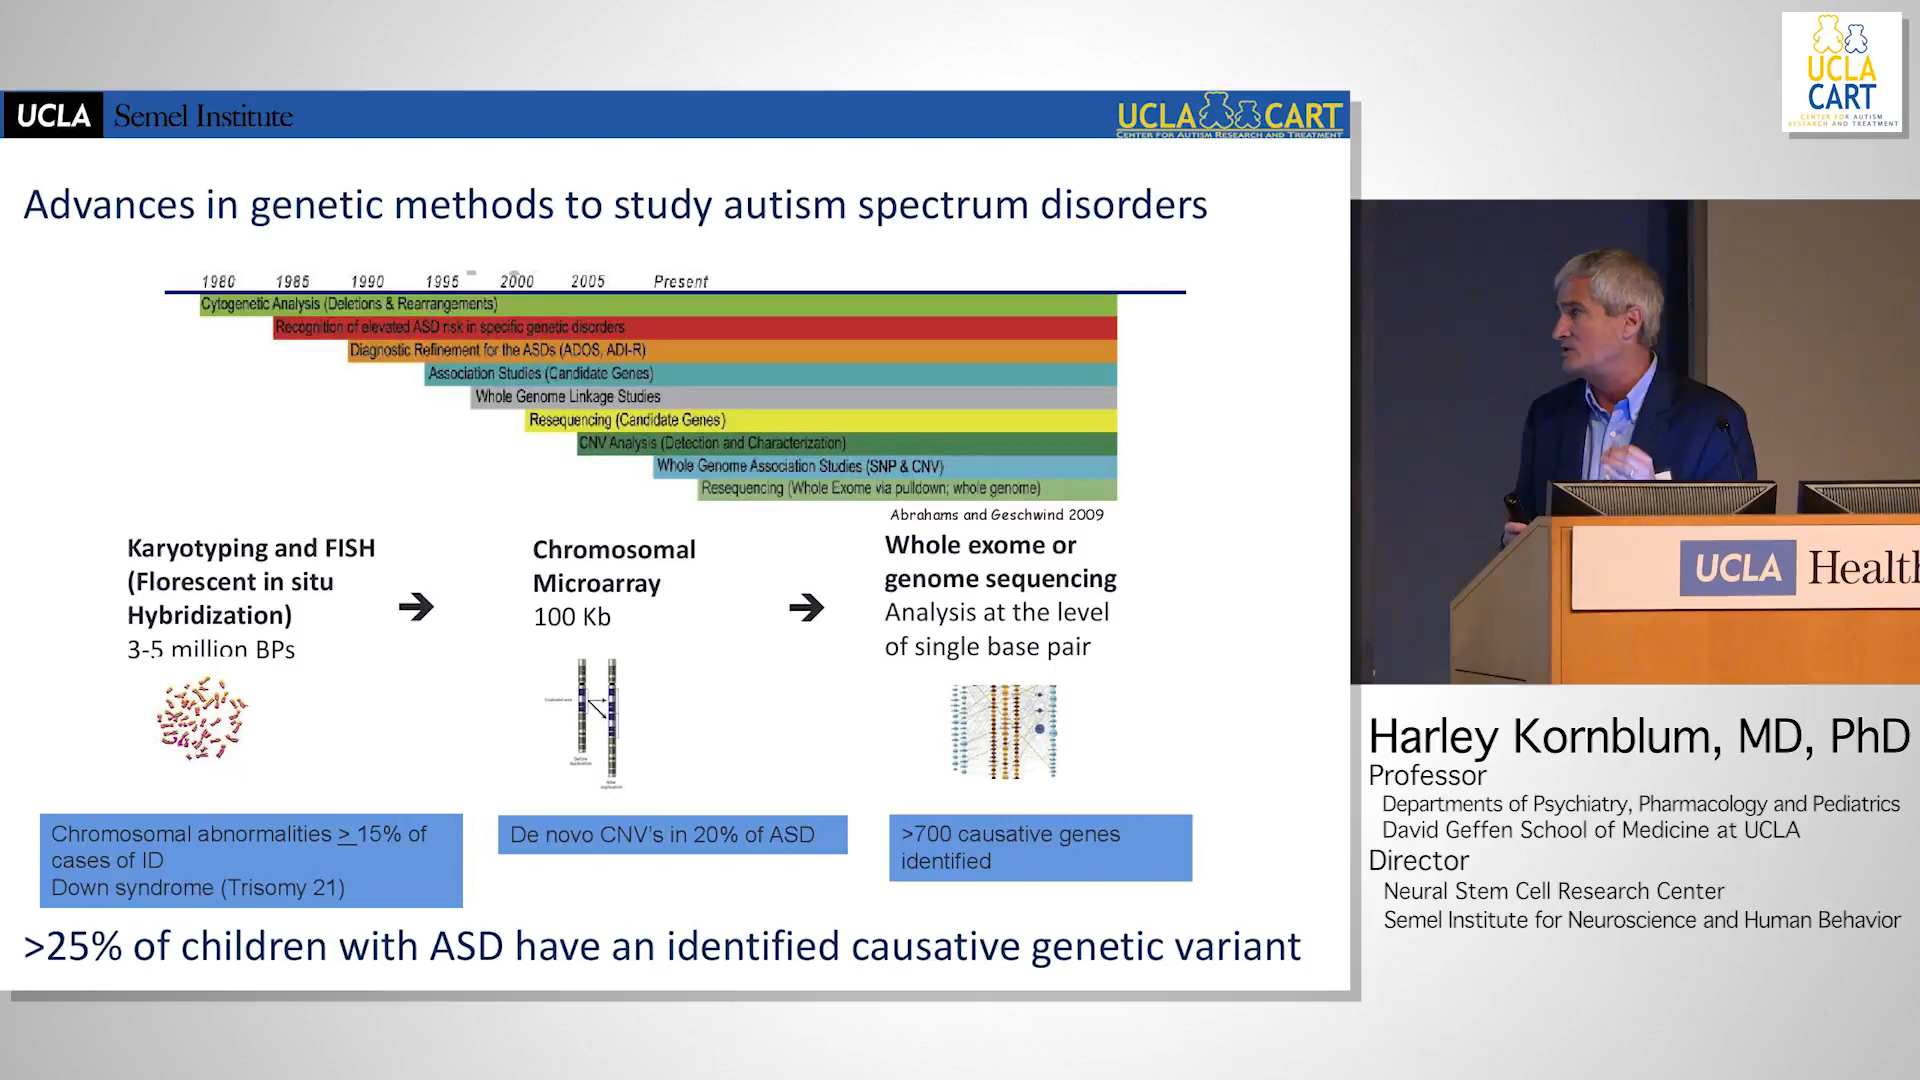 UCLA Semel Institute
UCLA CART
CENTER FOR AUTISM RESEARCH AND TREATMENT
UCLA
CART
CENTER FOR AUTISM
RESEARCH AND TREATMENT
Advances in genetic methods to study autism spectrum disorders
1980 1985 1990 1995 2000 2005 Present
Cytogenetic Analysis (Deletions & Rearrangements)
Recognition of elevated ASD risk in specific genetic disorders
Diagnostic Refinement for the ASDs (ADOS, ADI-R)
Association Studies (Candidate Genes)
Whole Genome Linkage Studies
Resequencing (Candidate Genes)
CNV Analysis (Detection and Characterization)
Whole Genome Association Studies (SNP & CNV)
Resequencing (Whole Exome via pulldown; whole genome)
Abrahams and Geschwind 2009
Karyotyping and FISH
(Florescent in situ
Hybridization)
3-5 million BPs
Chromosomal
Microarray
100 Kb
Whole exome or
genome sequencing
Analysis at the level
of single base pair
Before
duplication
After
duplication
Chromosomal abnormalities > 15% of
cases of ID
Down syndrome (Trisomy 21)
De novo CNV's in 20% of ASD
>700 causative genes
identified
>25% of children with ASD have an identified causative genetic variant
UCLA Health
Harley Kornblum, MD, PhD
Professor
Departments of Psychiatry, Pharmacology and Pediatrics
David Geffen School of Medicine at UCLA
Director
Neural Stem Cell Research Center
Semel Institute for Neuroscience and Human Behavior